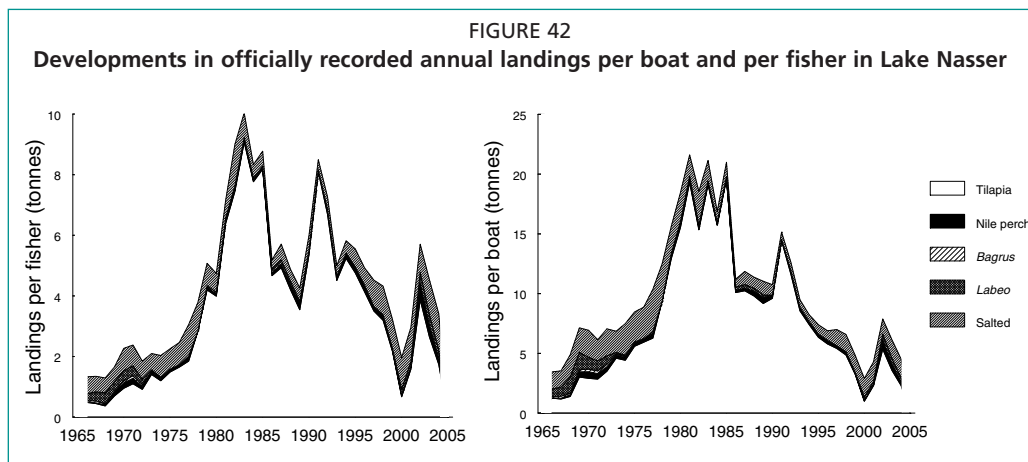 FIGURE 42
Developments in officially recorded annual landings per boat and per fisher in Lake Nasser
Landings per fisher (tonnes)
10
8
6
4
2
0
1965 1970 1975 1980 1985 1990 1995 2000 2005
Landings per boat (tonnes)
25
20
15
10
5
0
1965 1970 1975 1980 1985 1990 1995 2000 2005
Tilapia
Nile perch
Bagrus
Labeo
Salted